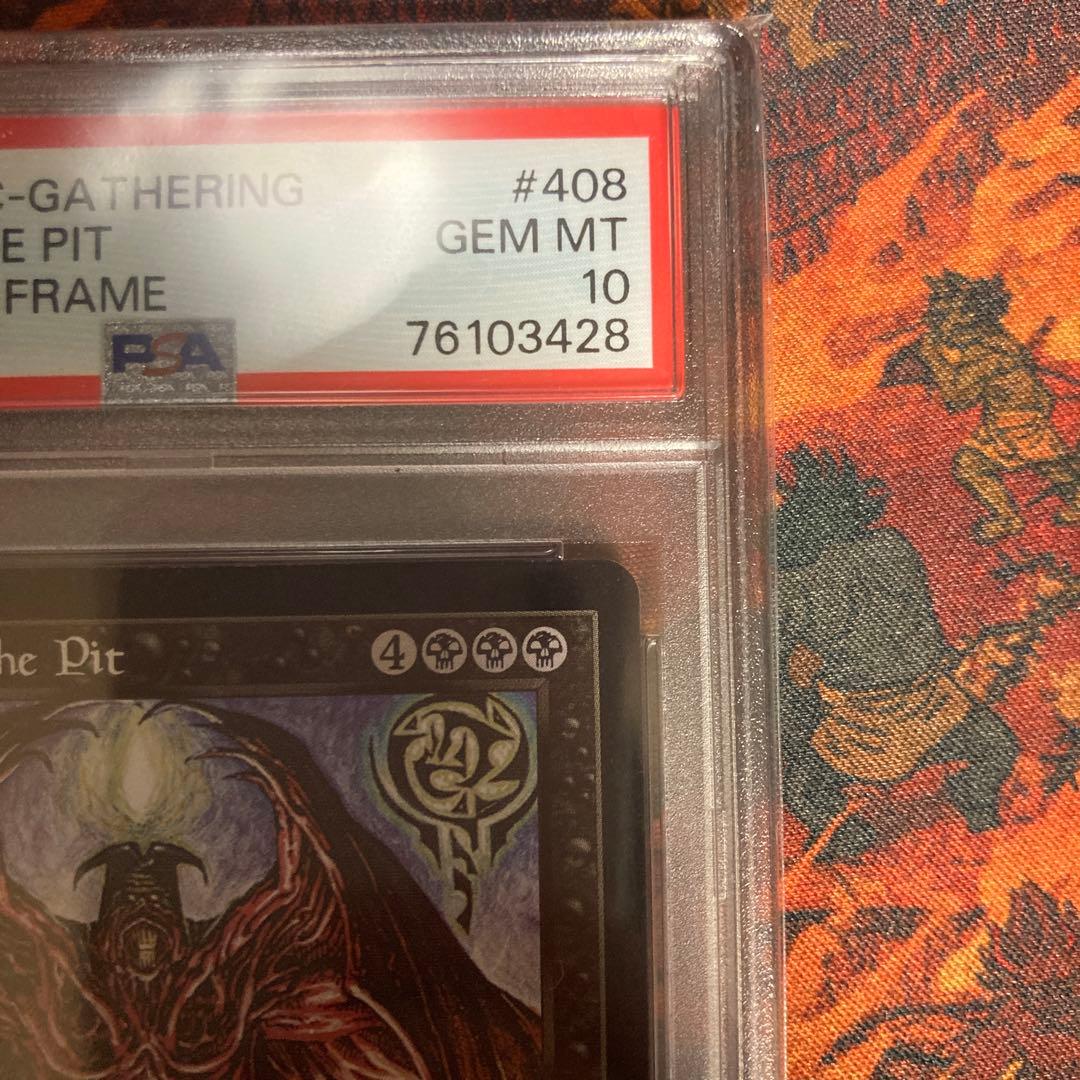 C-GATHERING #408
E PIT GEM MT
FRAME 10
PSA 76103428
he Pit 4